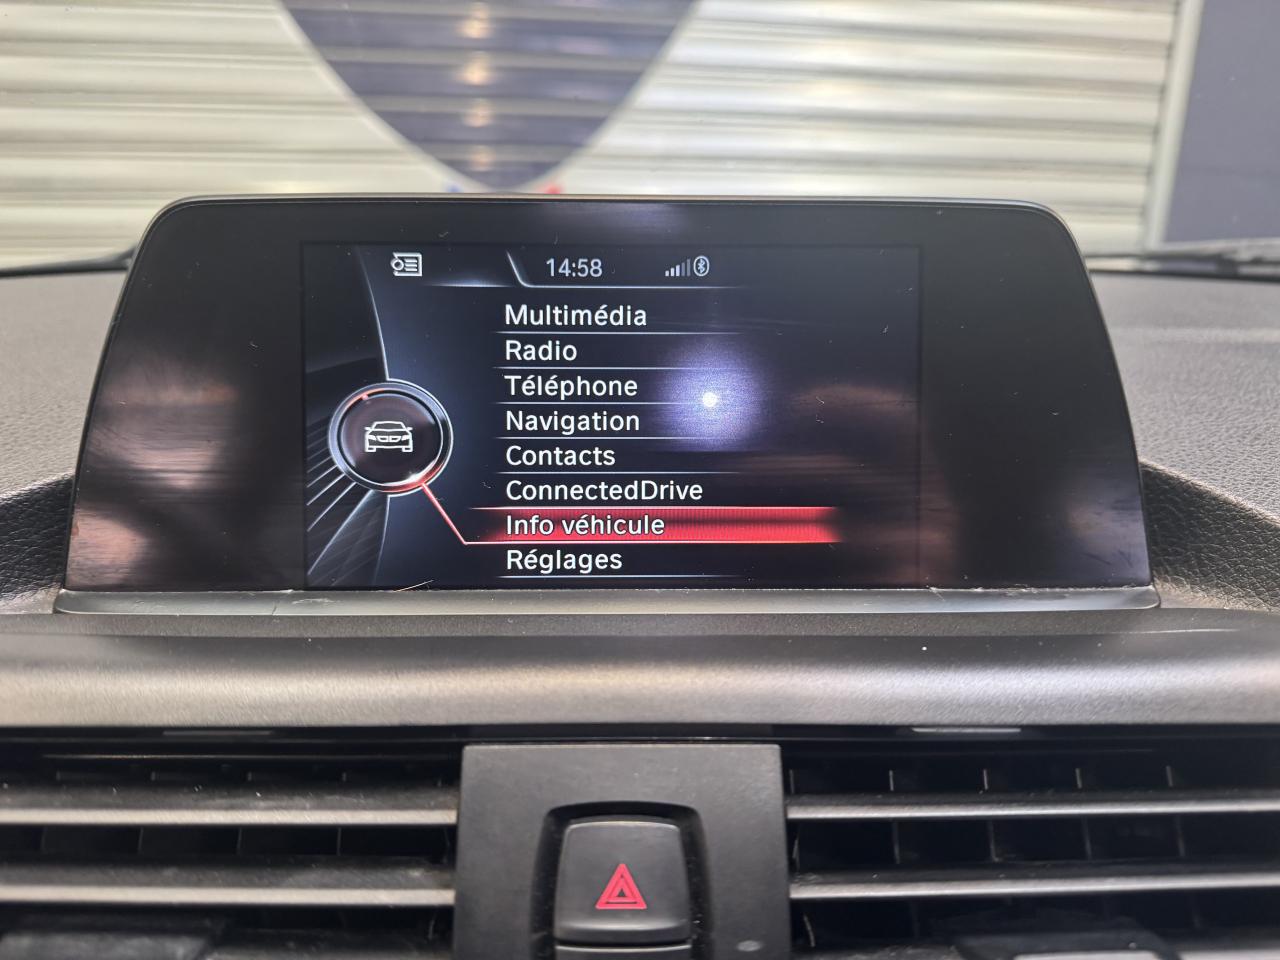 14:58
Multimédia
Radio
Téléphone
Navigation
Contacts
ConnectedDrive
Info véhicule
Réglages